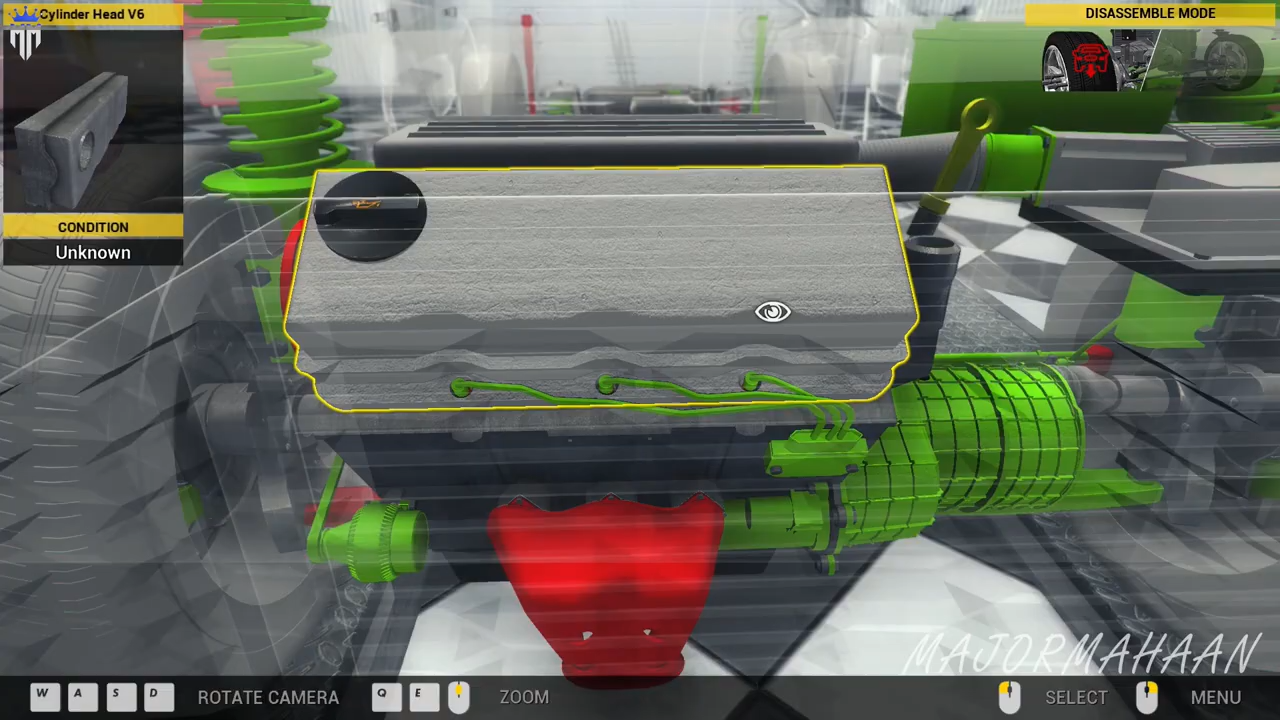 Cylinder Head V6
DISASSEMBLE MODE
CONDITION
Unknown
MAJORMAHAAN
W A S D ROTATE CAMERA Q E ZOOM SELECT MENU